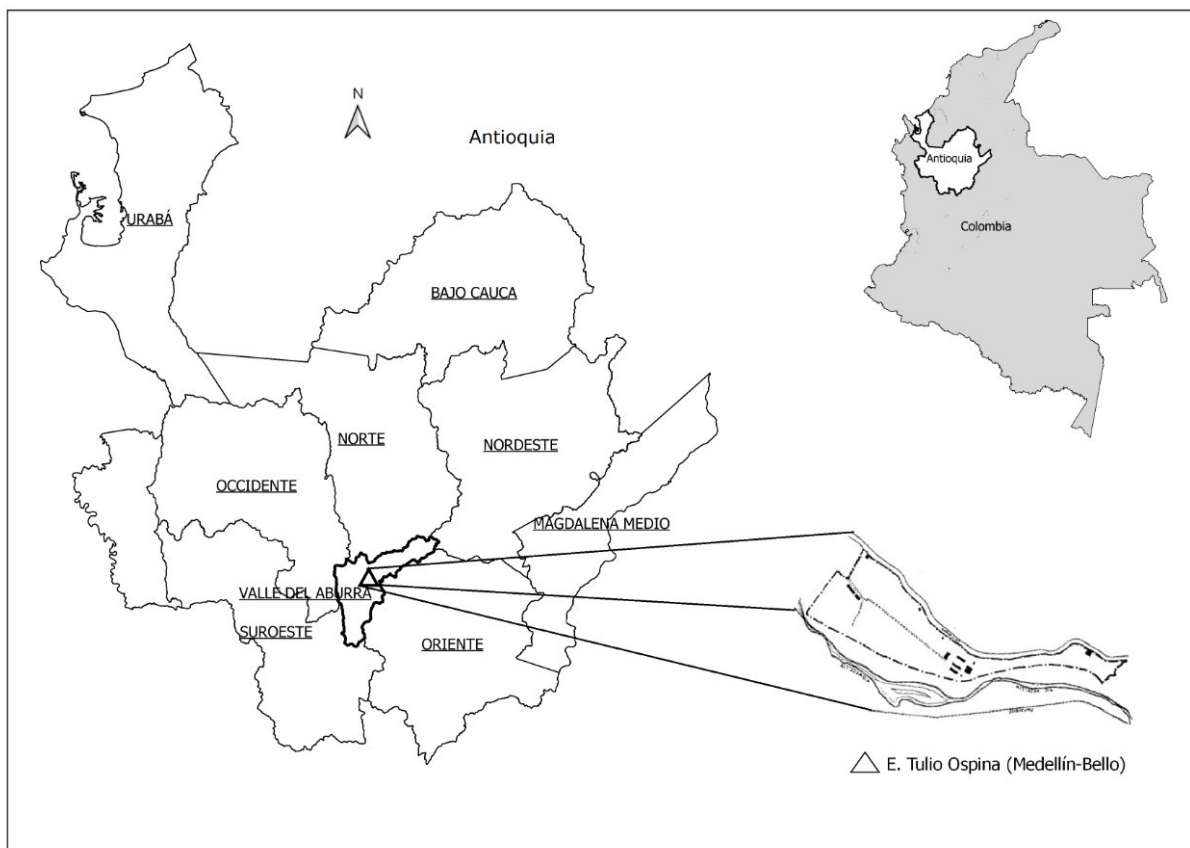 N
Antioquia
URABÁ
BAJO CAUCA
NORTE
NORDESTE
OCCIDENTE
MAGDALENA MEDIO
VALLE DEL ABURRÁ
SUROESTE
ORIENTE
Antioquia
Colombia
E. Tulio Ospina (Medellín-Bello)